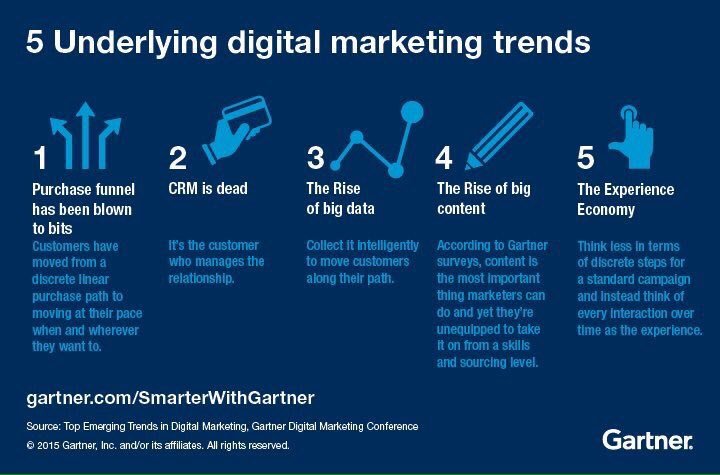 5 Underlying digital marketing trends
1
Purchase funnel
has been blown
to bits
Customers have
moved from a
discrete linear
purchase path to
moving at their pace
when and wherever
they want to.
2
CRM is dead
It's the customer
who manages the
relationship.
3
The Rise
of big data
Collect it intelligently
to move customers
along their path.
4
The Rise of big
content
According to Gartner
surveys, content is
the most important
thing marketers can
do and yet they're
unequipped to take
it on from a skills
and sourcing level.
5
The Experience
Economy
Think less in terms
of discrete steps for
a standard campaign
and instead think of
every interaction over
time as the experience.
gartner.com/SmarterWithGartner
Source: Top Emerging Trends in Digital Marketing, Gartner Digital Marketing Conference
© 2015 Gartner, Inc. and/or its affiliates. All rights reserved.
Gartner.